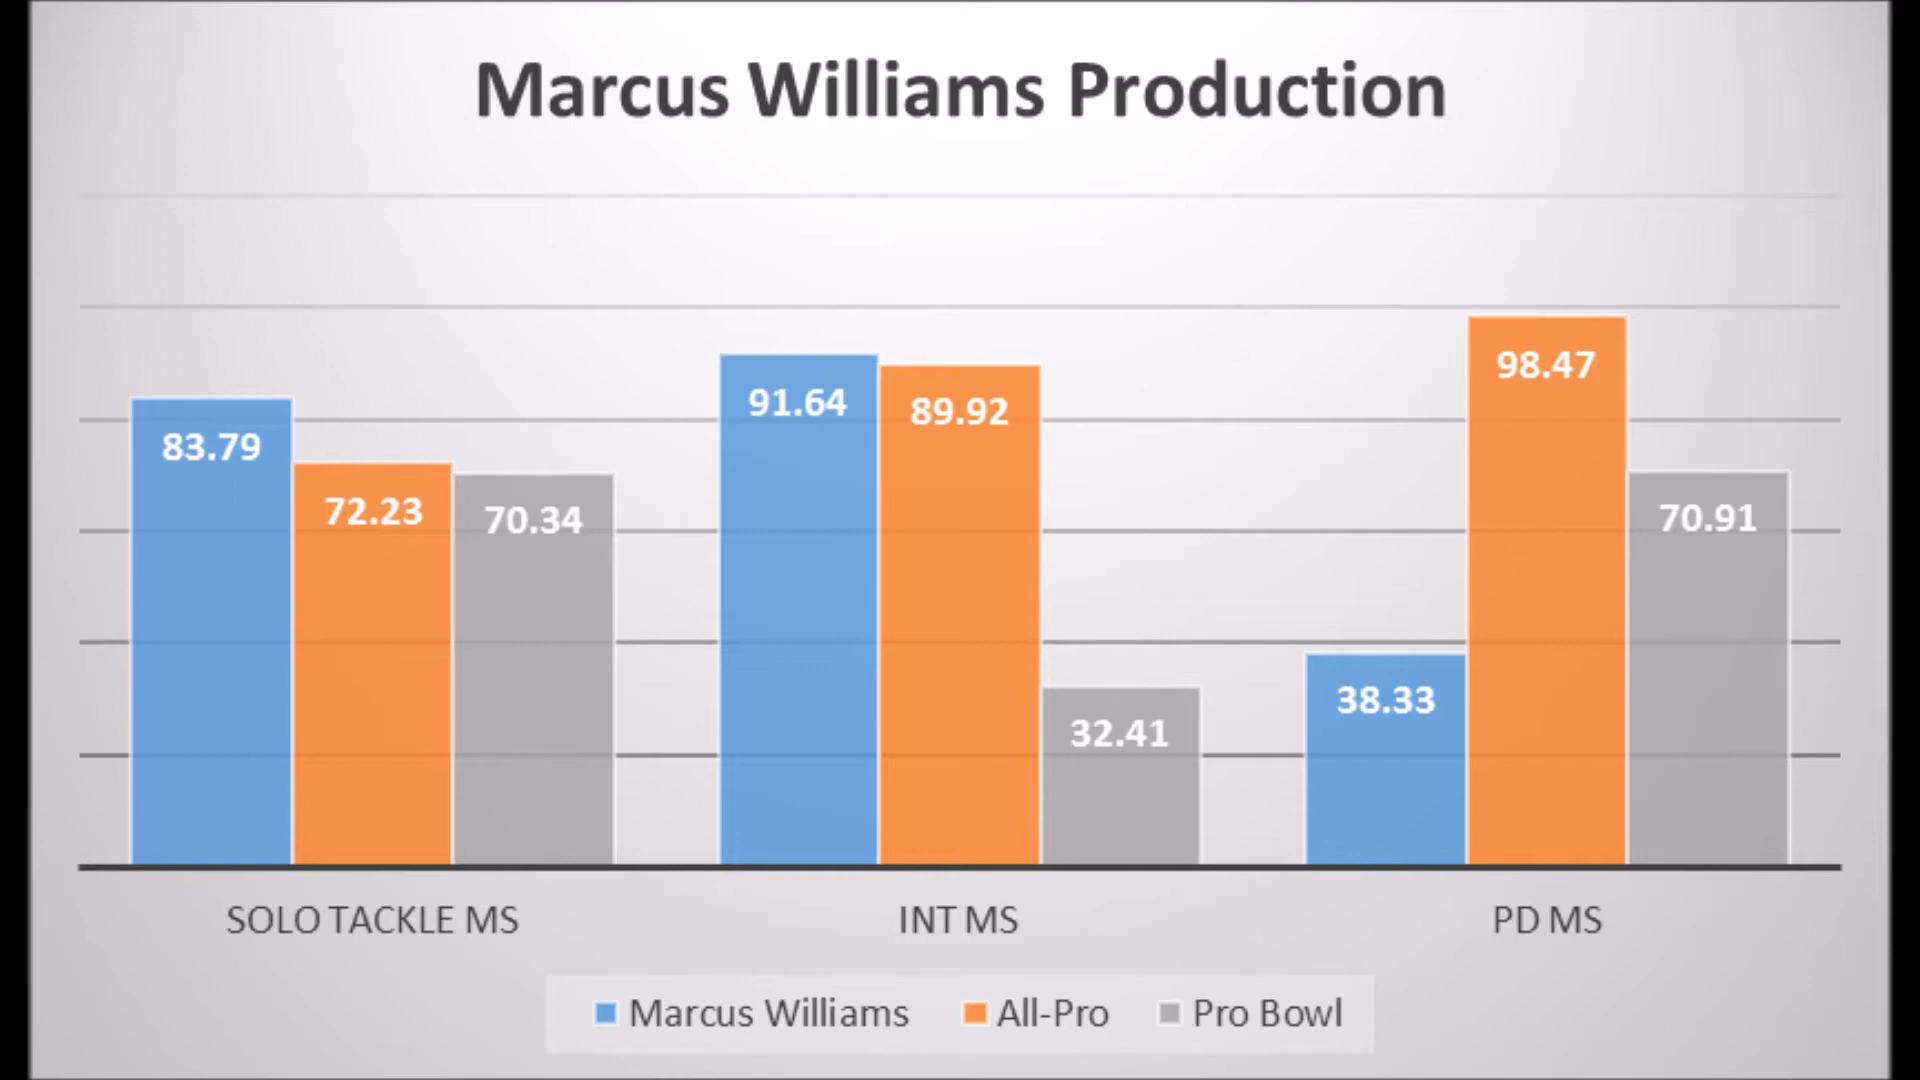 Marcus Williams Production
83.79
72.23
70.34
91.64
89.92
32.41
38.33
98.47
70.91
SOLO TACKLE MS
INT MS
PD MS
Marcus Williams
All-Pro
Pro Bowl